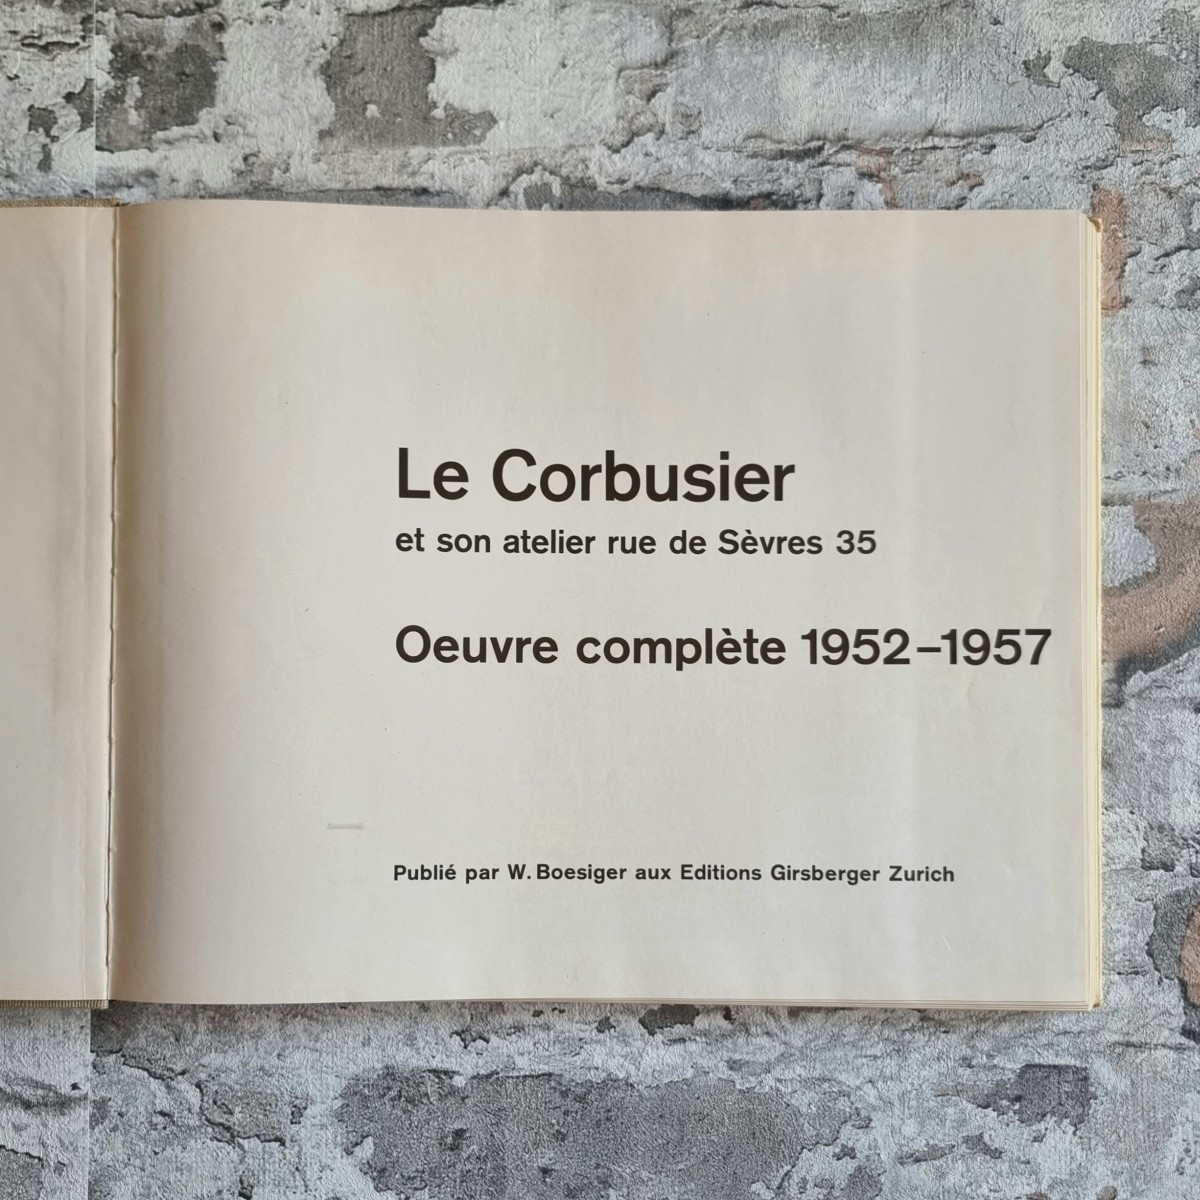 Le Corbusier
et son atelier rue de Sèvres 35
Oeuvre complète 1952–1957
Publié par W. Boesiger aux Editions Girsberger Zurich